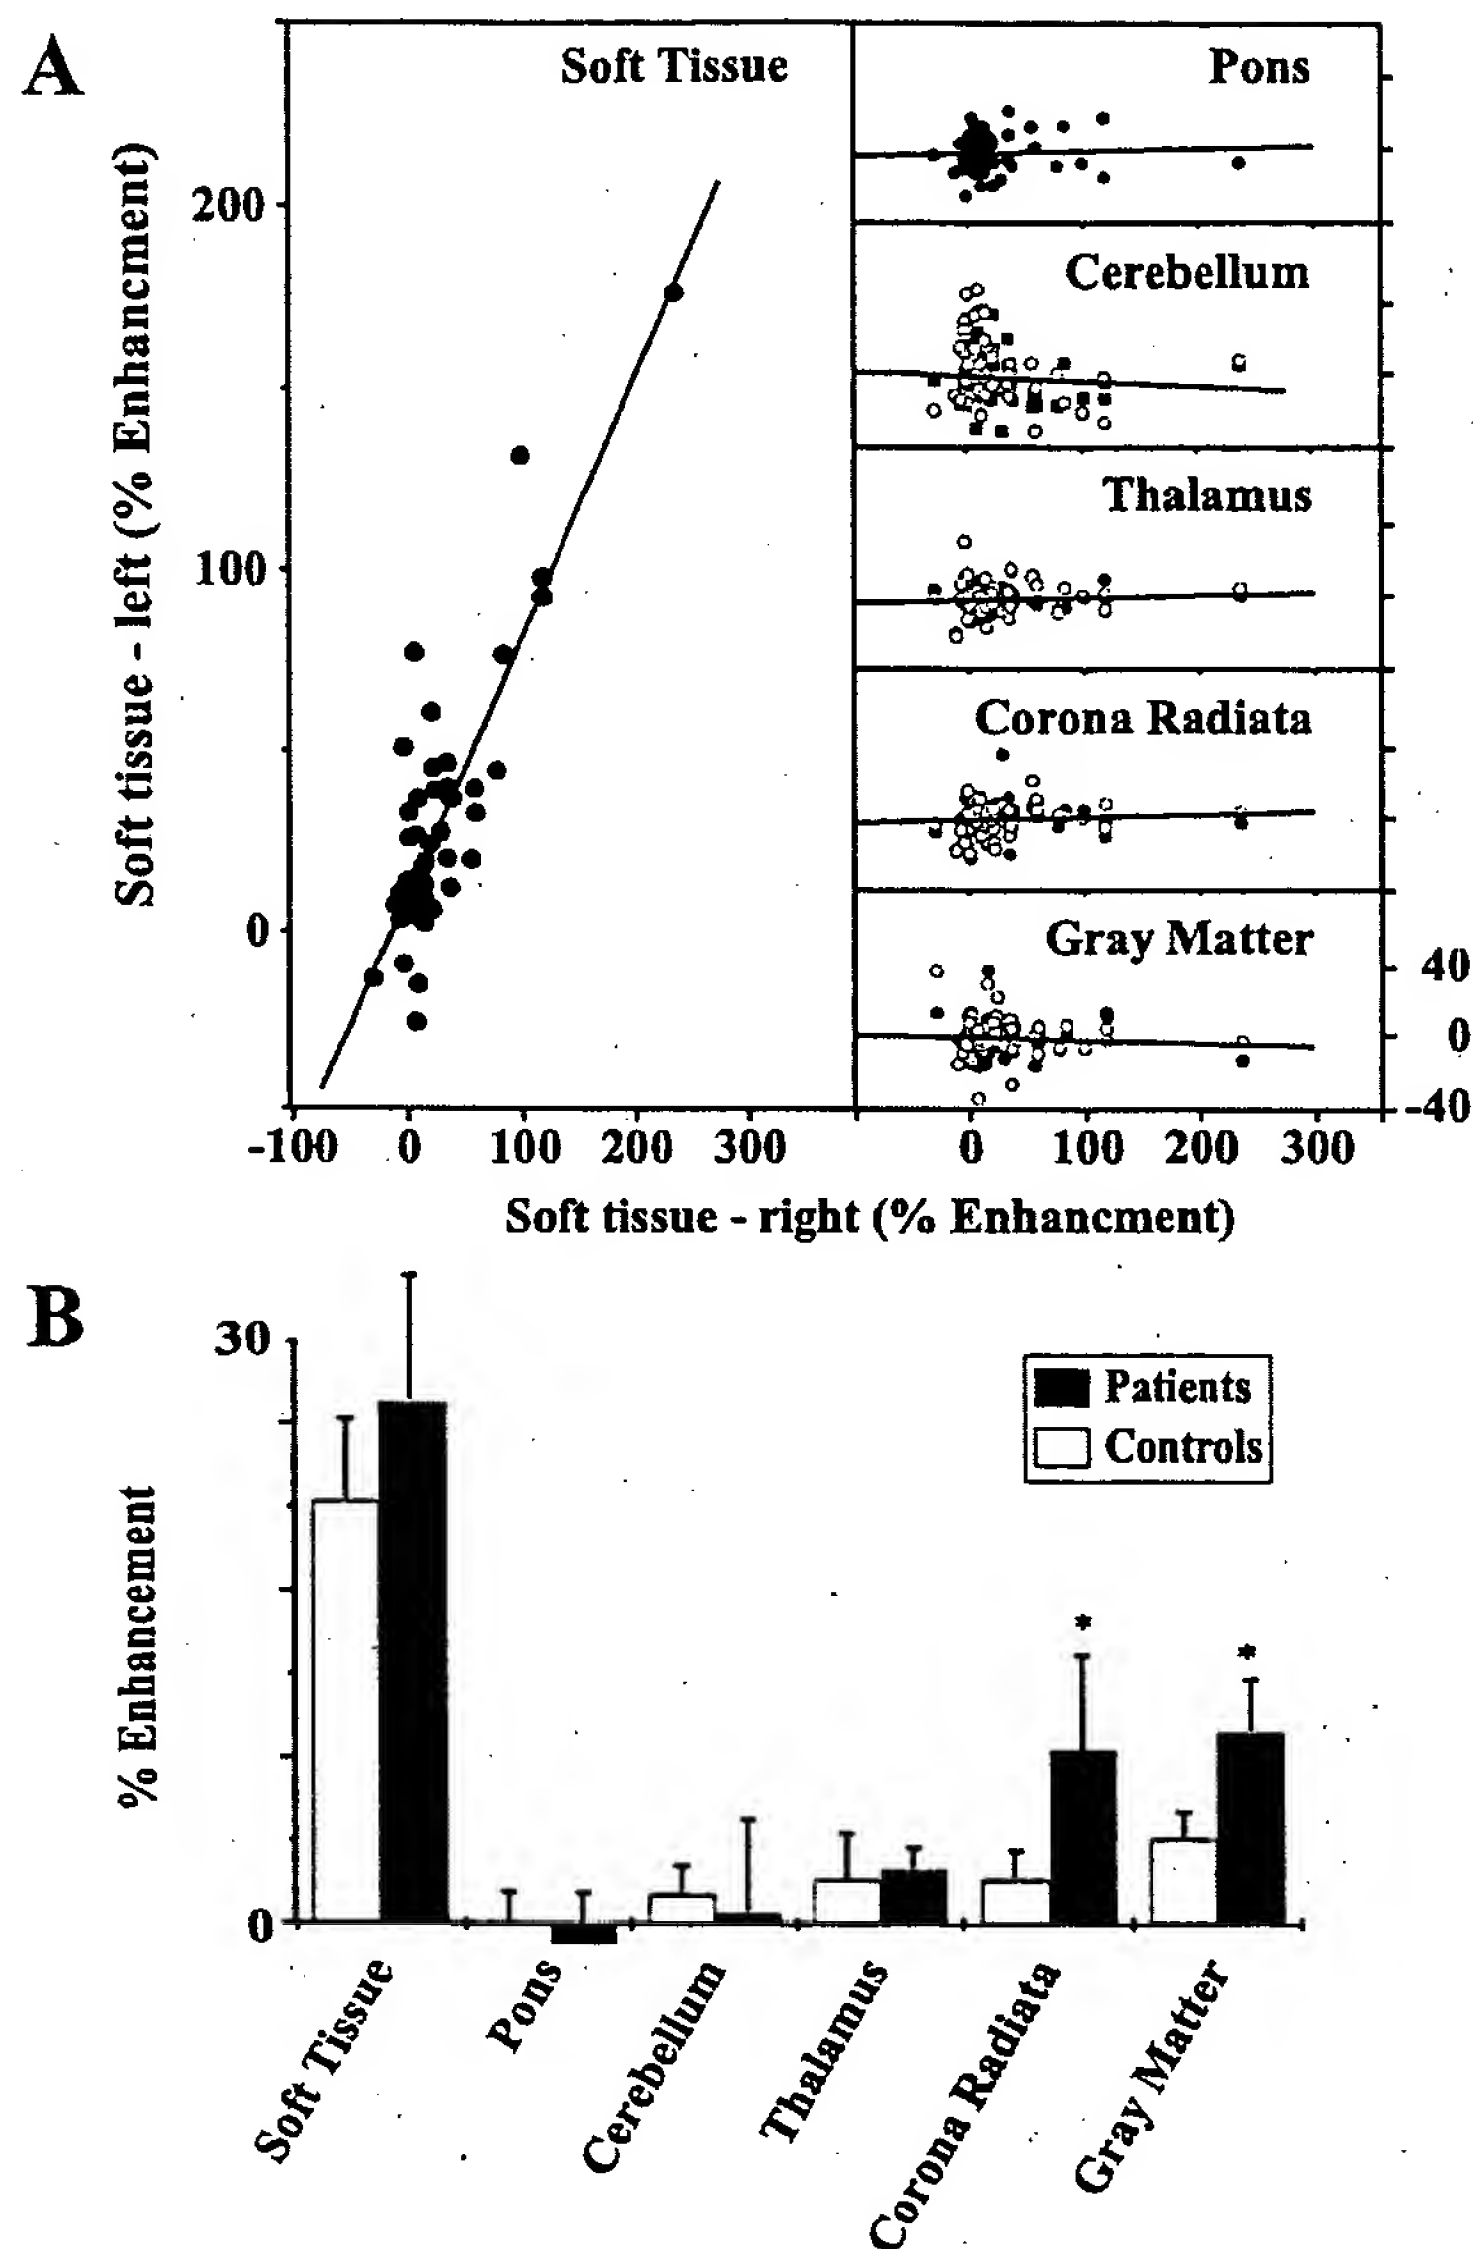 A
Soft Tissue
Pons
Cerebellum
Thalamus
Corona Radiata
Gray Matter
Soft tissue - left (% Enhancment)
200
100
0
40
0
-40
-100 0 100 200 300
0 100 200 300
Soft tissue - right (% Enhancment)
B
30
0
% Enhancement
Patients
Controls
*
*
Soft Tissue
Pons
Cerebellum
Thalamus
Corona Radiata
Gray Matter